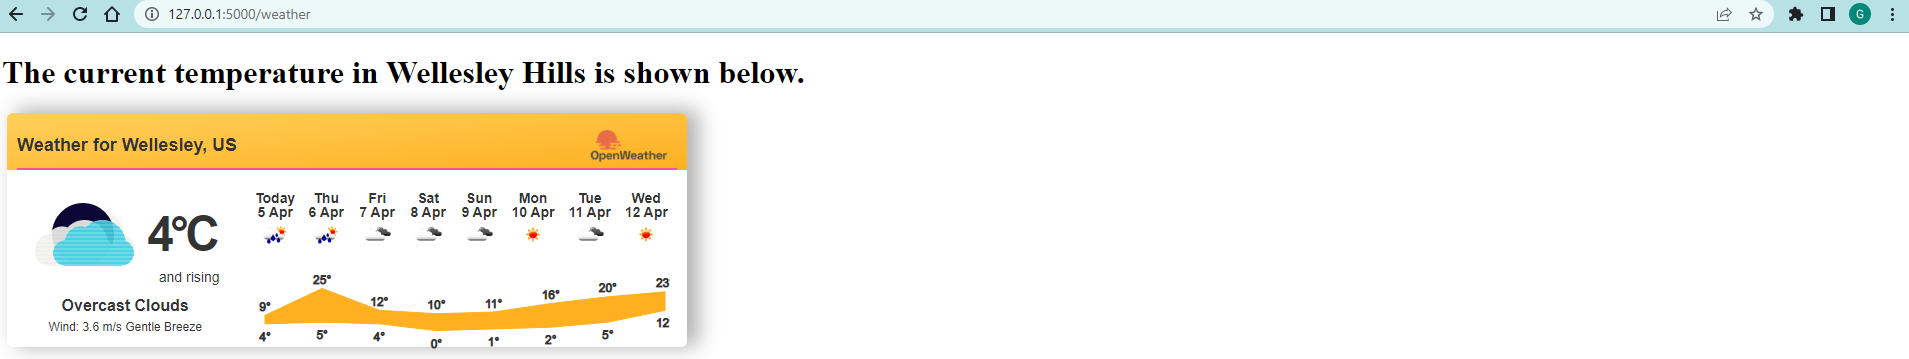 127.0.0.1:5000/weather
G
The current temperature in Wellesley Hills is shown below.
Weather for Wellesley, US
OpenWeather
4°C
and rising
Overcast Clouds
Wind: 3.6 m/s Gentle Breeze
Today Thu Fri Sat Sun Mon Tue Wed
5 Apr 6 Apr 7 Apr 8 Apr 9 Apr 10 Apr 11 Apr 12 Apr
9° 25° 12° 10° 11° 16° 20° 23
4° 5° 4° 0° 1° 2° 5° 12